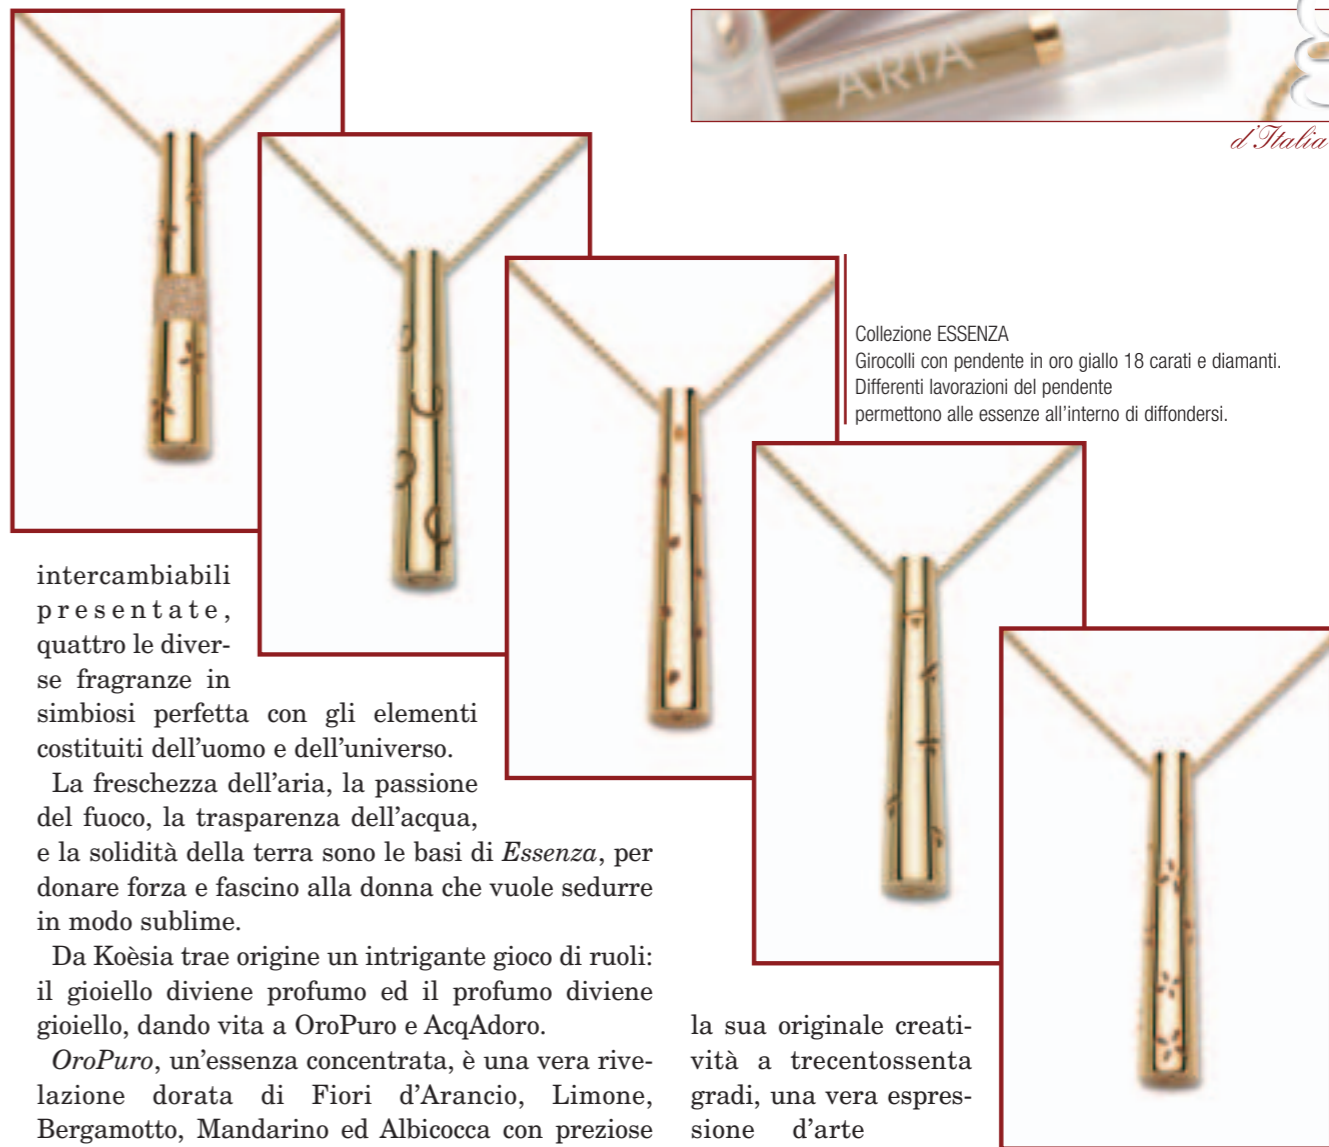 ARIA
g
d'Italia
Collezione ESSENZA
Girocolli con pendente in oro giallo 18 carati e diamanti.
Differenti lavorazioni del pendente
permettono alle essenze all'interno di diffondersi.
intercambiabili
presentate,
quattro le diver-
se fragranze in
simbiosi perfetta con gli elementi
costituiti dell'uomo e dell'universo.
La freschezza dell'aria, la passione
del fuoco, la trasparenza dell'acqua,
e la solidità della terra sono le basi di Essenza, per
donare forza e fascino alla donna che vuole sedurre
in modo sublime.
Da Koèsia trae origine un intrigante gioco di ruoli:
il gioiello diviene profumo ed il profumo diviene
gioiello, dando vita a OroPuro e AcqAdoro.
OroPuro, un'essenza concentrata, è una vera rive-
lazione dorata di Fiori d'Arancio, Limone,
Bergamotto, Mandarino ed Albicocca con preziose
la sua originale creati-
vità a trecentossenta
gradi, una vera espres-
sione d'arte